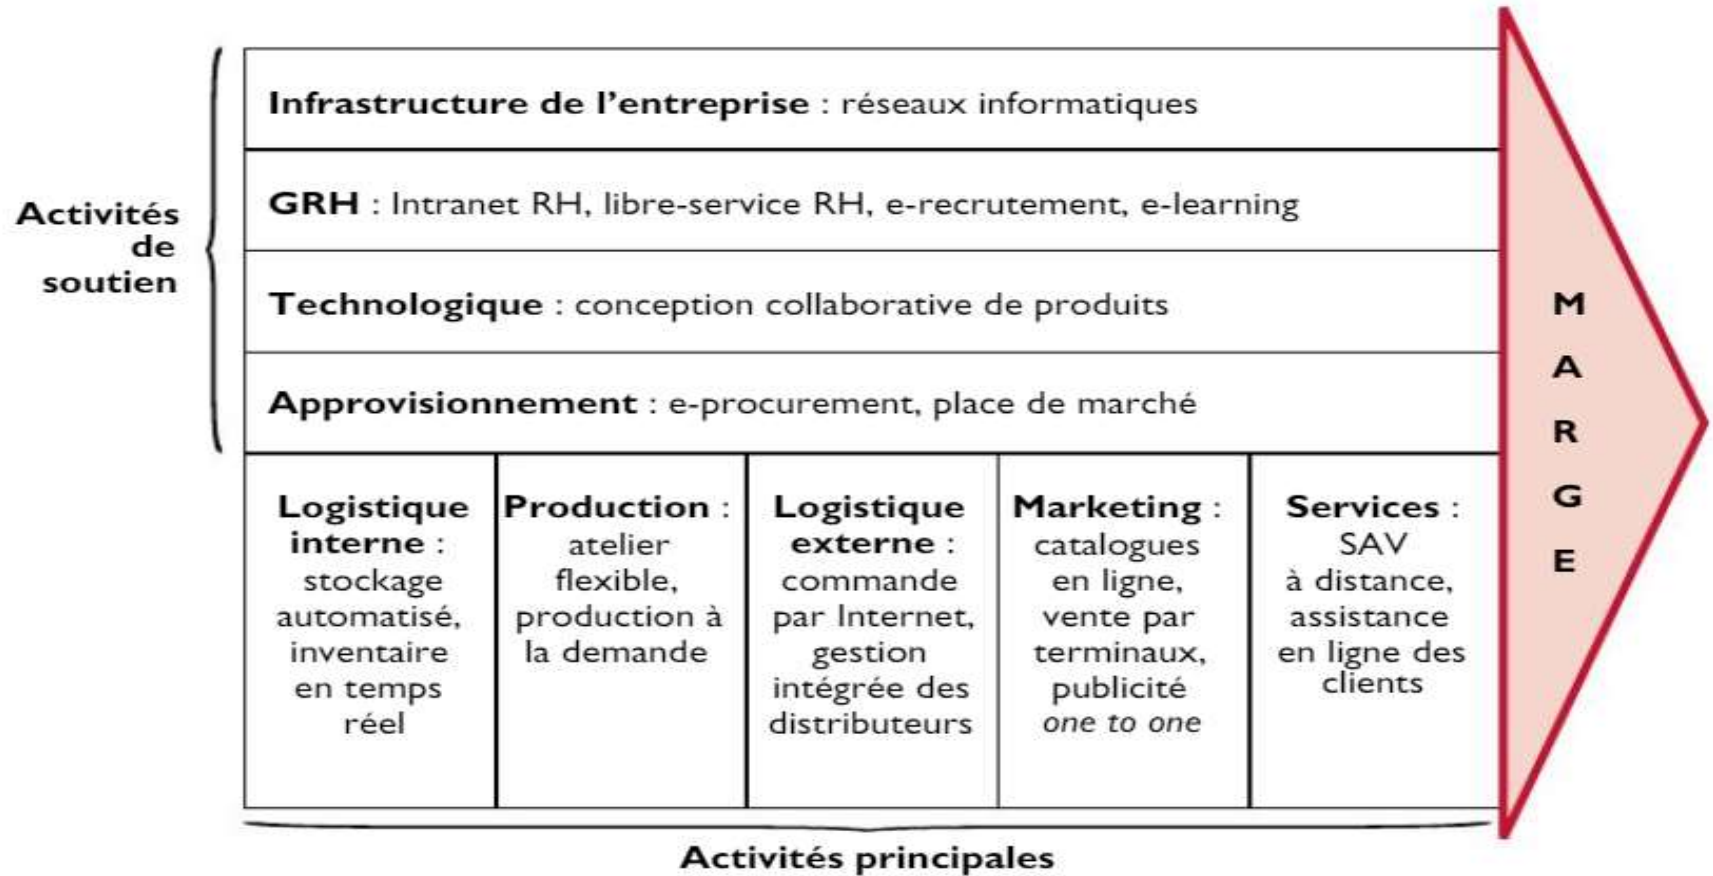 Infrastructure de l'entreprise : réseaux informatiques
GRH : Intranet RH, libre-service RH, e-recrutement, e-learning
Activités
de
soutien
Technologique : conception collaborative de produits
Approvisionnement : e-procurement, place de marché
Logistique
interne :
stockage
automatisé,
inventaire
en temps
réel
Production :
atelier
flexible,
production à
la demande
Logistique
externe :
commande
par Internet,
gestion
intégrée des
distributeurs
Marketing :
catalogues
en ligne,
vente par
terminaux,
publicité
one to one
Services :
SAV
à distance,
assistance
en ligne des
clients
M
A
R
G
E
Activités principales